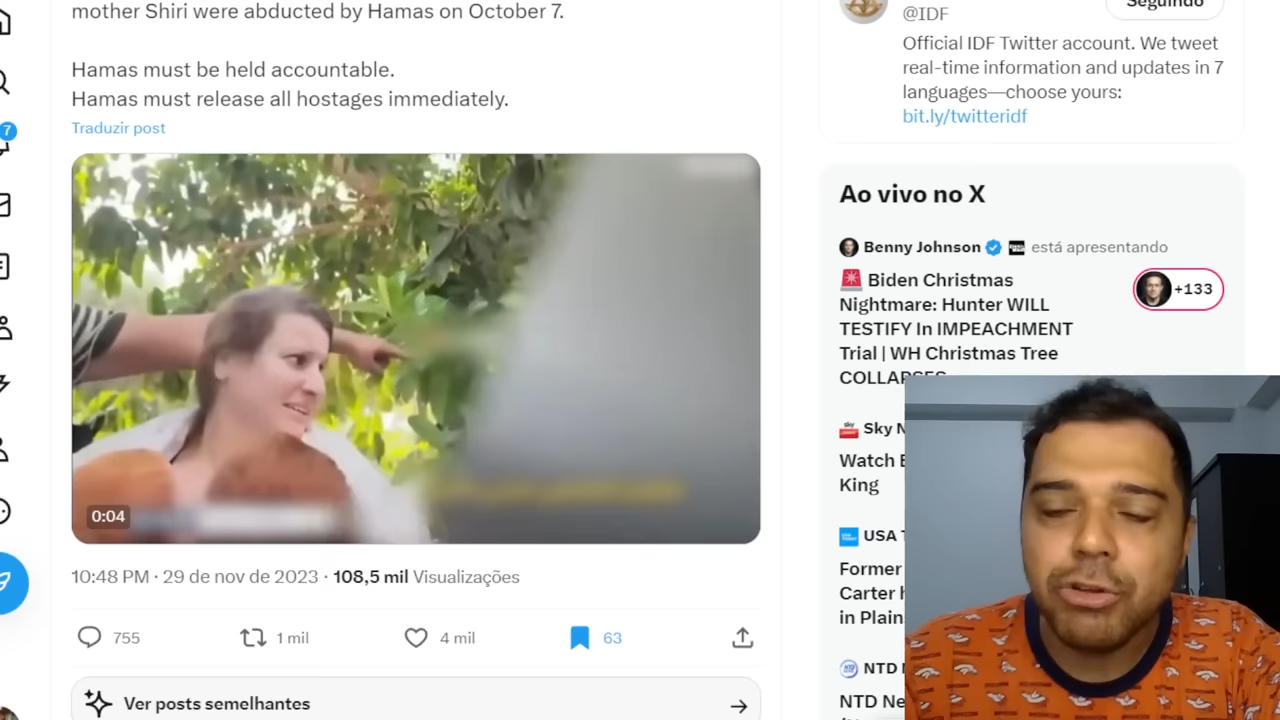 mother Shiri were abducted by Hamas on October 7.
Hamas must be held accountable.
Hamas must release all hostages immediately.
Traduzir post
0:04
10:48 PM · 29 de nov de 2023 · 108,5 mil Visualizações
755
1 mil
4 mil
63
Ver posts semelhantes
7
Seguindo
@IDF
Official IDF Twitter account. We tweet
real-time information and updates in 7
languages—choose yours:
bit.ly/twitteridf
Ao vivo no X
Benny Johnson está apresentando
🚨 Biden Christmas
Nightmare: Hunter WILL
TESTIFY In IMPEACHMENT
Trial | WH Christmas Tree
COLLAPSES
+133
Sky N
Watch
King
USA
Former
Carter
in Plain
NTD
NTD Ne